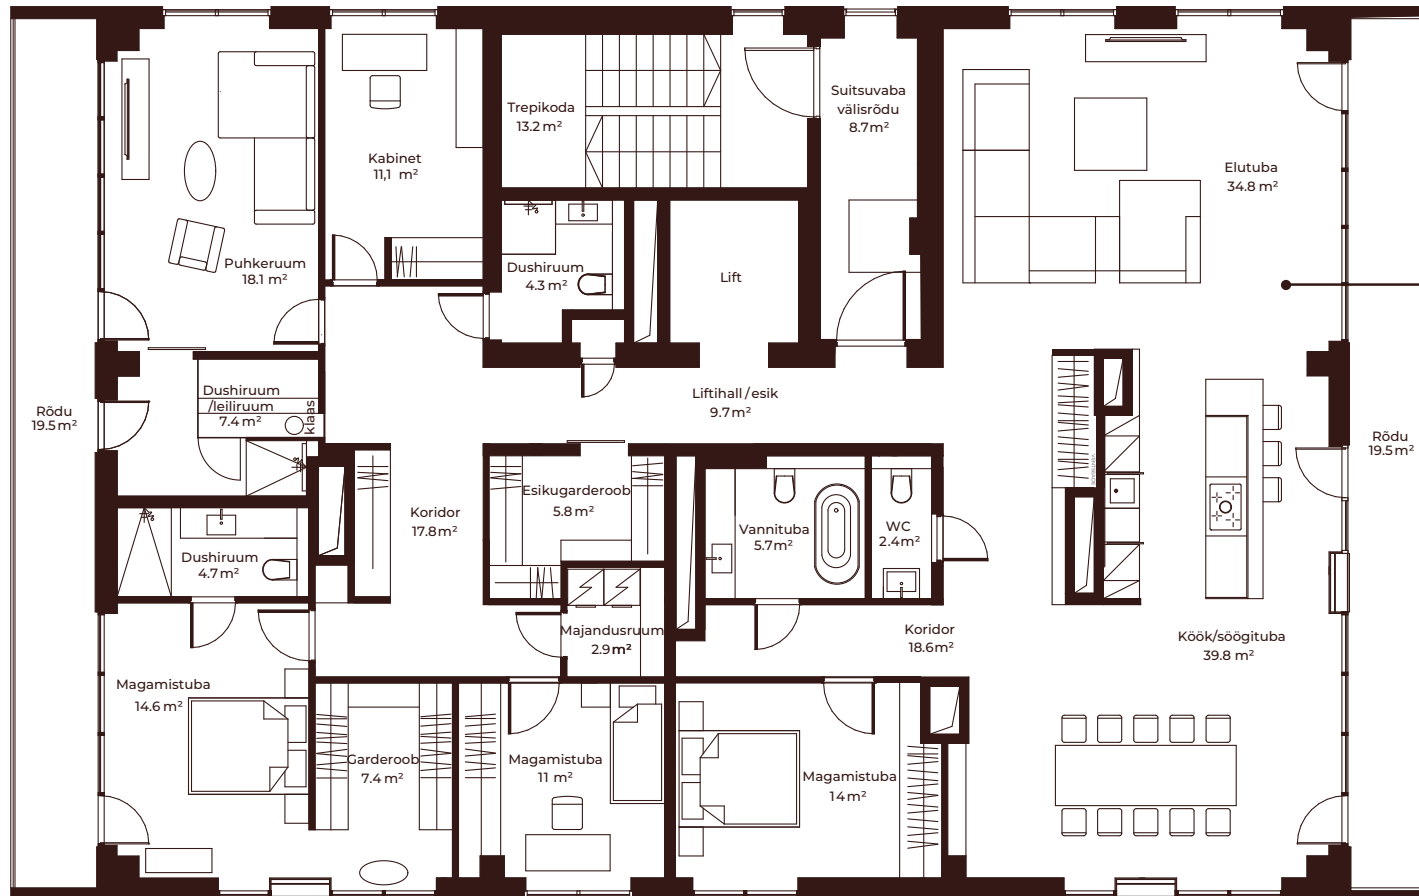 Trepikoda
13.2 m²
Suitsuvaba
välisrõdu
8.7m²
Kabinet
11,1 m²
Elutuba
34.8 m²
Puhkeruum
18.1 m²
Dushiruum
4.3 m²
Lift
Dushiruum
/leiliruum
7.4 m²
klaas
Liftihall/esik
9.7m²
Rõdu
19.5m²
Rõdu
19.5m²
Koridor
17.8m²
Esikugarderoob
5.8 m²
Vannituba
5.7m²
WC
2.4m²
Dushiruum
4.7m²
Majandusruum
2.9m²
Koridor
18.6m²
Köök/söögituba
39.8 m²
Magamistuba
14.6 m²
Garderoob
7.4 m²
Magamistuba
11 m²
Magamistuba
14m²